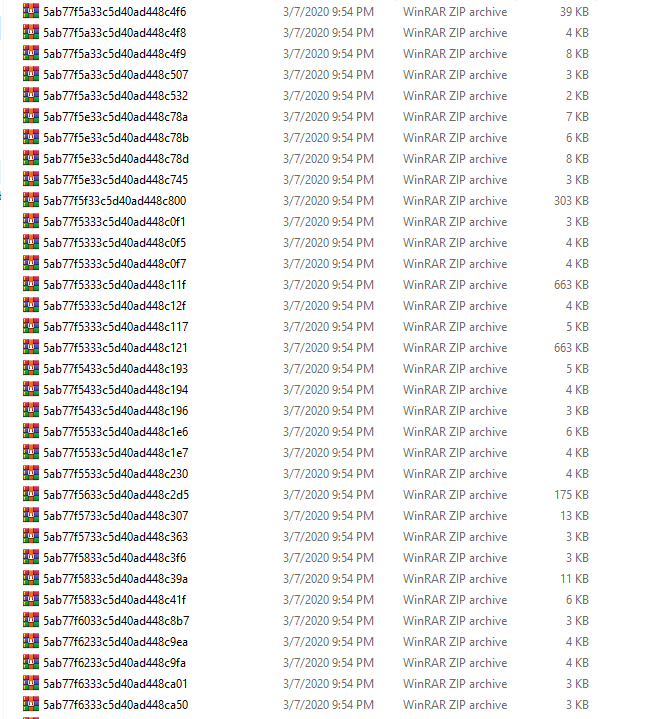 5ab77f5a33c5d40ad448c4f6 3/7/2020 9:54 PM WinRAR ZIP archive 39 KB
5ab77f5a33c5d40ad448c4f8 3/7/2020 9:54 PM WinRAR ZIP archive 4 KB
5ab77f5a33c5d40ad448c4f9 3/7/2020 9:54 PM WinRAR ZIP archive 8 KB
5ab77f5a33c5d40ad448c507 3/7/2020 9:54 PM WinRAR ZIP archive 3 KB
5ab77f5a33c5d40ad448c532 3/7/2020 9:54 PM WinRAR ZIP archive 2 KB
5ab77f5e33c5d40ad448c78a 3/7/2020 9:54 PM WinRAR ZIP archive 7 KB
5ab77f5e33c5d40ad448c78b 3/7/2020 9:54 PM WinRAR ZIP archive 6 KB
5ab77f5e33c5d40ad448c78d 3/7/2020 9:54 PM WinRAR ZIP archive 8 KB
5ab77f5e33c5d40ad448c745 3/7/2020 9:54 PM WinRAR ZIP archive 3 KB
5ab77f5f33c5d40ad448c800 3/7/2020 9:54 PM WinRAR ZIP archive 303 KB
5ab77f5333c5d40ad448c0f1 3/7/2020 9:54 PM WinRAR ZIP archive 3 KB
5ab77f5333c5d40ad448c0f5 3/7/2020 9:54 PM WinRAR ZIP archive 4 KB
5ab77f5333c5d40ad448c0f7 3/7/2020 9:54 PM WinRAR ZIP archive 4 KB
5ab77f5333c5d40ad448c11f 3/7/2020 9:54 PM WinRAR ZIP archive 663 KB
5ab77f5333c5d40ad448c12f 3/7/2020 9:54 PM WinRAR ZIP archive 4 KB
5ab77f5333c5d40ad448c117 3/7/2020 9:54 PM WinRAR ZIP archive 5 KB
5ab77f5333c5d40ad448c121 3/7/2020 9:54 PM WinRAR ZIP archive 663 KB
5ab77f5433c5d40ad448c193 3/7/2020 9:54 PM WinRAR ZIP archive 5 KB
5ab77f5433c5d40ad448c194 3/7/2020 9:54 PM WinRAR ZIP archive 4 KB
5ab77f5433c5d40ad448c196 3/7/2020 9:54 PM WinRAR ZIP archive 3 KB
5ab77f5533c5d40ad448c1e6 3/7/2020 9:54 PM WinRAR ZIP archive 6 KB
5ab77f5533c5d40ad448c1e7 3/7/2020 9:54 PM WinRAR ZIP archive 4 KB
5ab77f5533c5d40ad448c230 3/7/2020 9:54 PM WinRAR ZIP archive 4 KB
5ab77f5633c5d40ad448c2d5 3/7/2020 9:54 PM WinRAR ZIP archive 175 KB
5ab77f5733c5d40ad448c307 3/7/2020 9:54 PM WinRAR ZIP archive 13 KB
5ab77f5733c5d40ad448c363 3/7/2020 9:54 PM WinRAR ZIP archive 3 KB
5ab77f5833c5d40ad448c3f6 3/7/2020 9:54 PM WinRAR ZIP archive 3 KB
5ab77f5833c5d40ad448c39a 3/7/2020 9:54 PM WinRAR ZIP archive 11 KB
5ab77f5833c5d40ad448c41f 3/7/2020 9:54 PM WinRAR ZIP archive 6 KB
5ab77f6033c5d40ad448c8b7 3/7/2020 9:54 PM WinRAR ZIP archive 3 KB
5ab77f6233c5d40ad448c9ea 3/7/2020 9:54 PM WinRAR ZIP archive 4 KB
5ab77f6233c5d40ad448c9fa 3/7/2020 9:54 PM WinRAR ZIP archive 4 KB
5ab77f6333c5d40ad448ca01 3/7/2020 9:54 PM WinRAR ZIP archive 3 KB
5ab77f6333c5d40ad448ca50 3/7/2020 9:54 PM WinRAR ZIP archive 3 KB